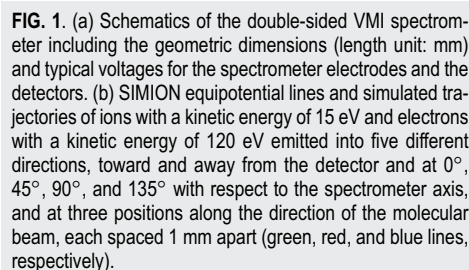 FIG. 1. (a) Schematics of the double-sided VMI spectrom-
eter including the geometric dimensions (length unit: mm)
and typical voltages for the spectrometer electrodes and the
detectors. (b) SIMION equipotential lines and simulated tra-
jectories of ions with a kinetic energy of 15 eV and electrons
with a kinetic energy of 120 eV emitted into five different
directions, toward and away from the detector and at 0°,
45°, 90°, and 135° with respect to the spectrometer axis,
and at three positions along the direction of the molecular
beam, each spaced 1 mm apart (green, red, and blue lines,
respectively).